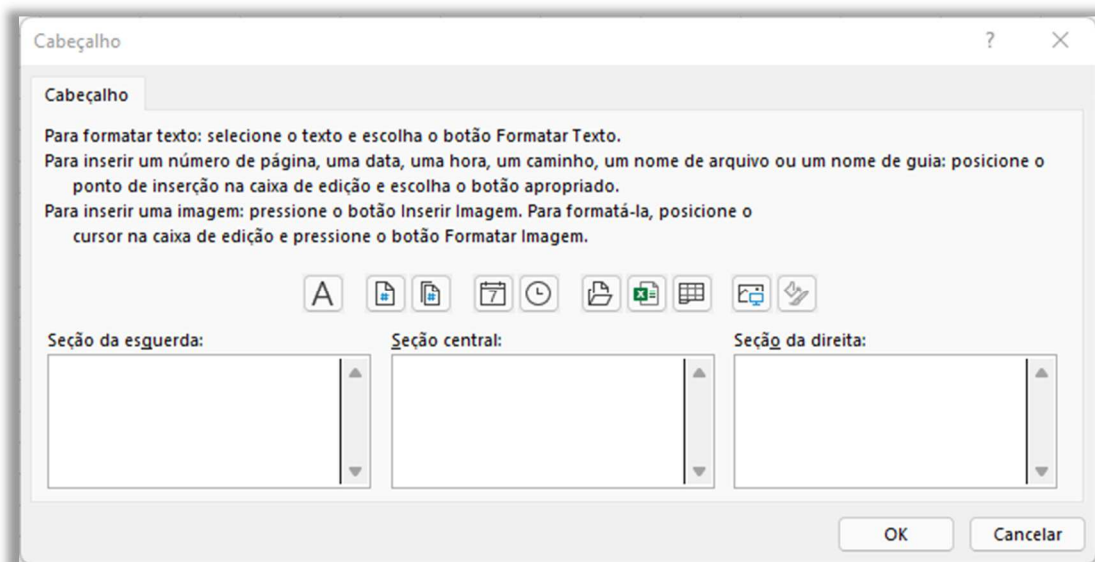 Cabeçalho
Cabeçalho
Para formatar texto: selecione o texto e escolha o botão Formatar Texto.
Para inserir um número de página, uma data, uma hora, um caminho, um nome de arquivo ou um nome de guia: posicione o
ponto de inserção na caixa de edição e escolha o botão apropriado.
Para inserir uma imagem: pressione o botão Inserir Imagem. Para formatá-la, posicione o
cursor na caixa de edição e pressione o botão Formatar Imagem.
Seção da esquerda:
Seção central:
Seção da direita:
OK
Cancelar